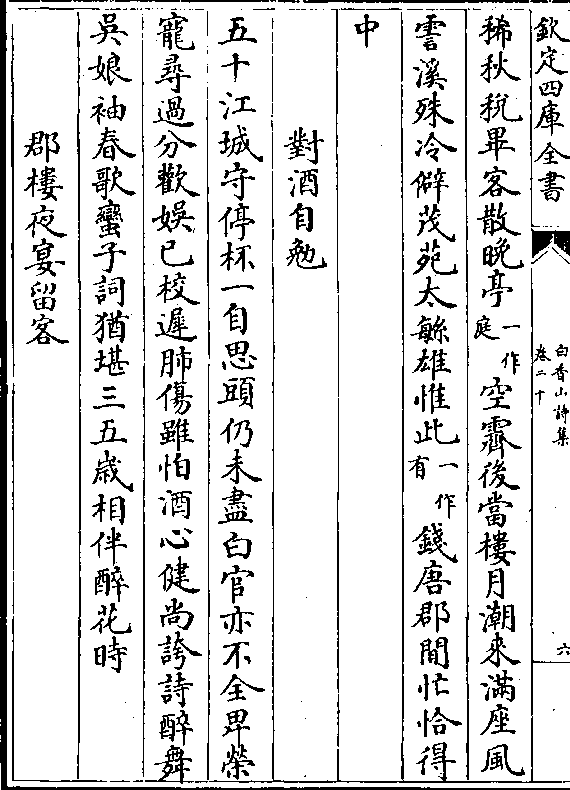 欽定四庫全書
白香山詩集
卷二十
六
稀秋稅畢客散晚亭一作庭空霽後當樓月潮來滿座風
霅溪殊冷僻茂苑太繁雄惟此一作有錢唐郡閒忙恰得
中
對酒自勉
五十江城守停杯一自思頭仍未盡白官亦不全卑榮
寵尋過分歡娛已校遲肺傷雖怕酒心健尚誇詩醉舞
吳娘袖春歌蠻子詞猶堪三五歲相伴醉花時
郡樓夜宴留客